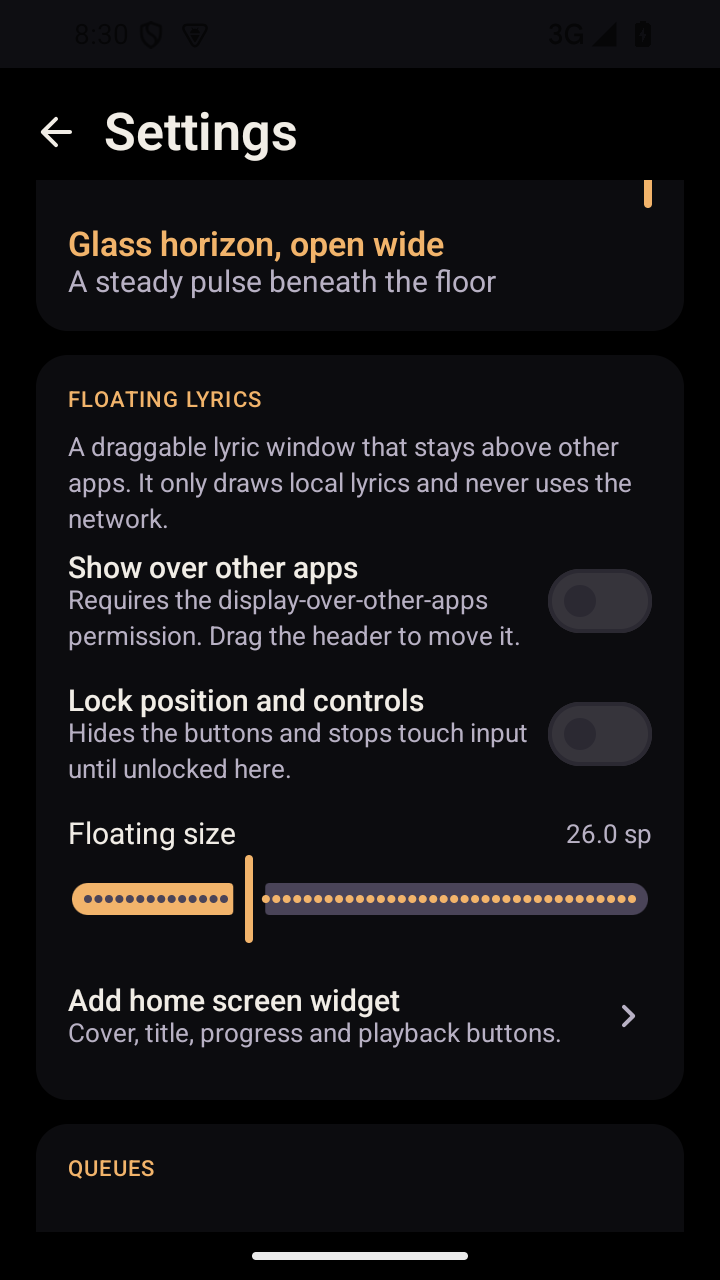 8:30
3G
Settings
Glass horizon, open wide
A steady pulse beneath the floor
FLOATING LYRICS
A draggable lyric window that stays above other
apps. It only draws local lyrics and never uses the
network.
Show over other apps
Requires the display-over-other-apps
permission. Drag the header to move it.
Lock position and controls
Hides the buttons and stops touch input
until unlocked here.
Floating size
26.0 sp
Add home screen widget
Cover, title, progress and playback buttons.
QUEUES